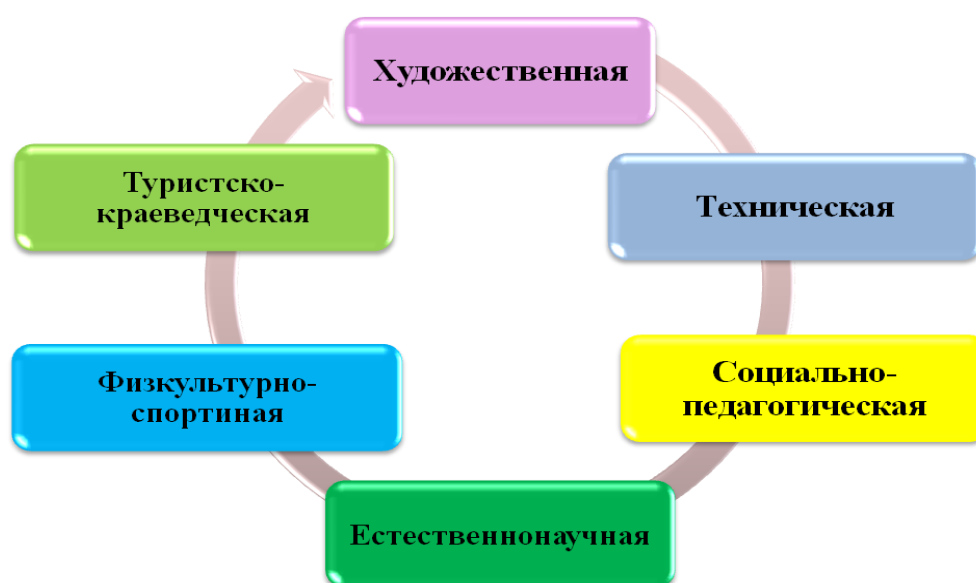 Художественная
Техническая
Социально-
педагогическая
Естественнонаучная
Физкультурно-
спортиная
Туристско-
краеведческая